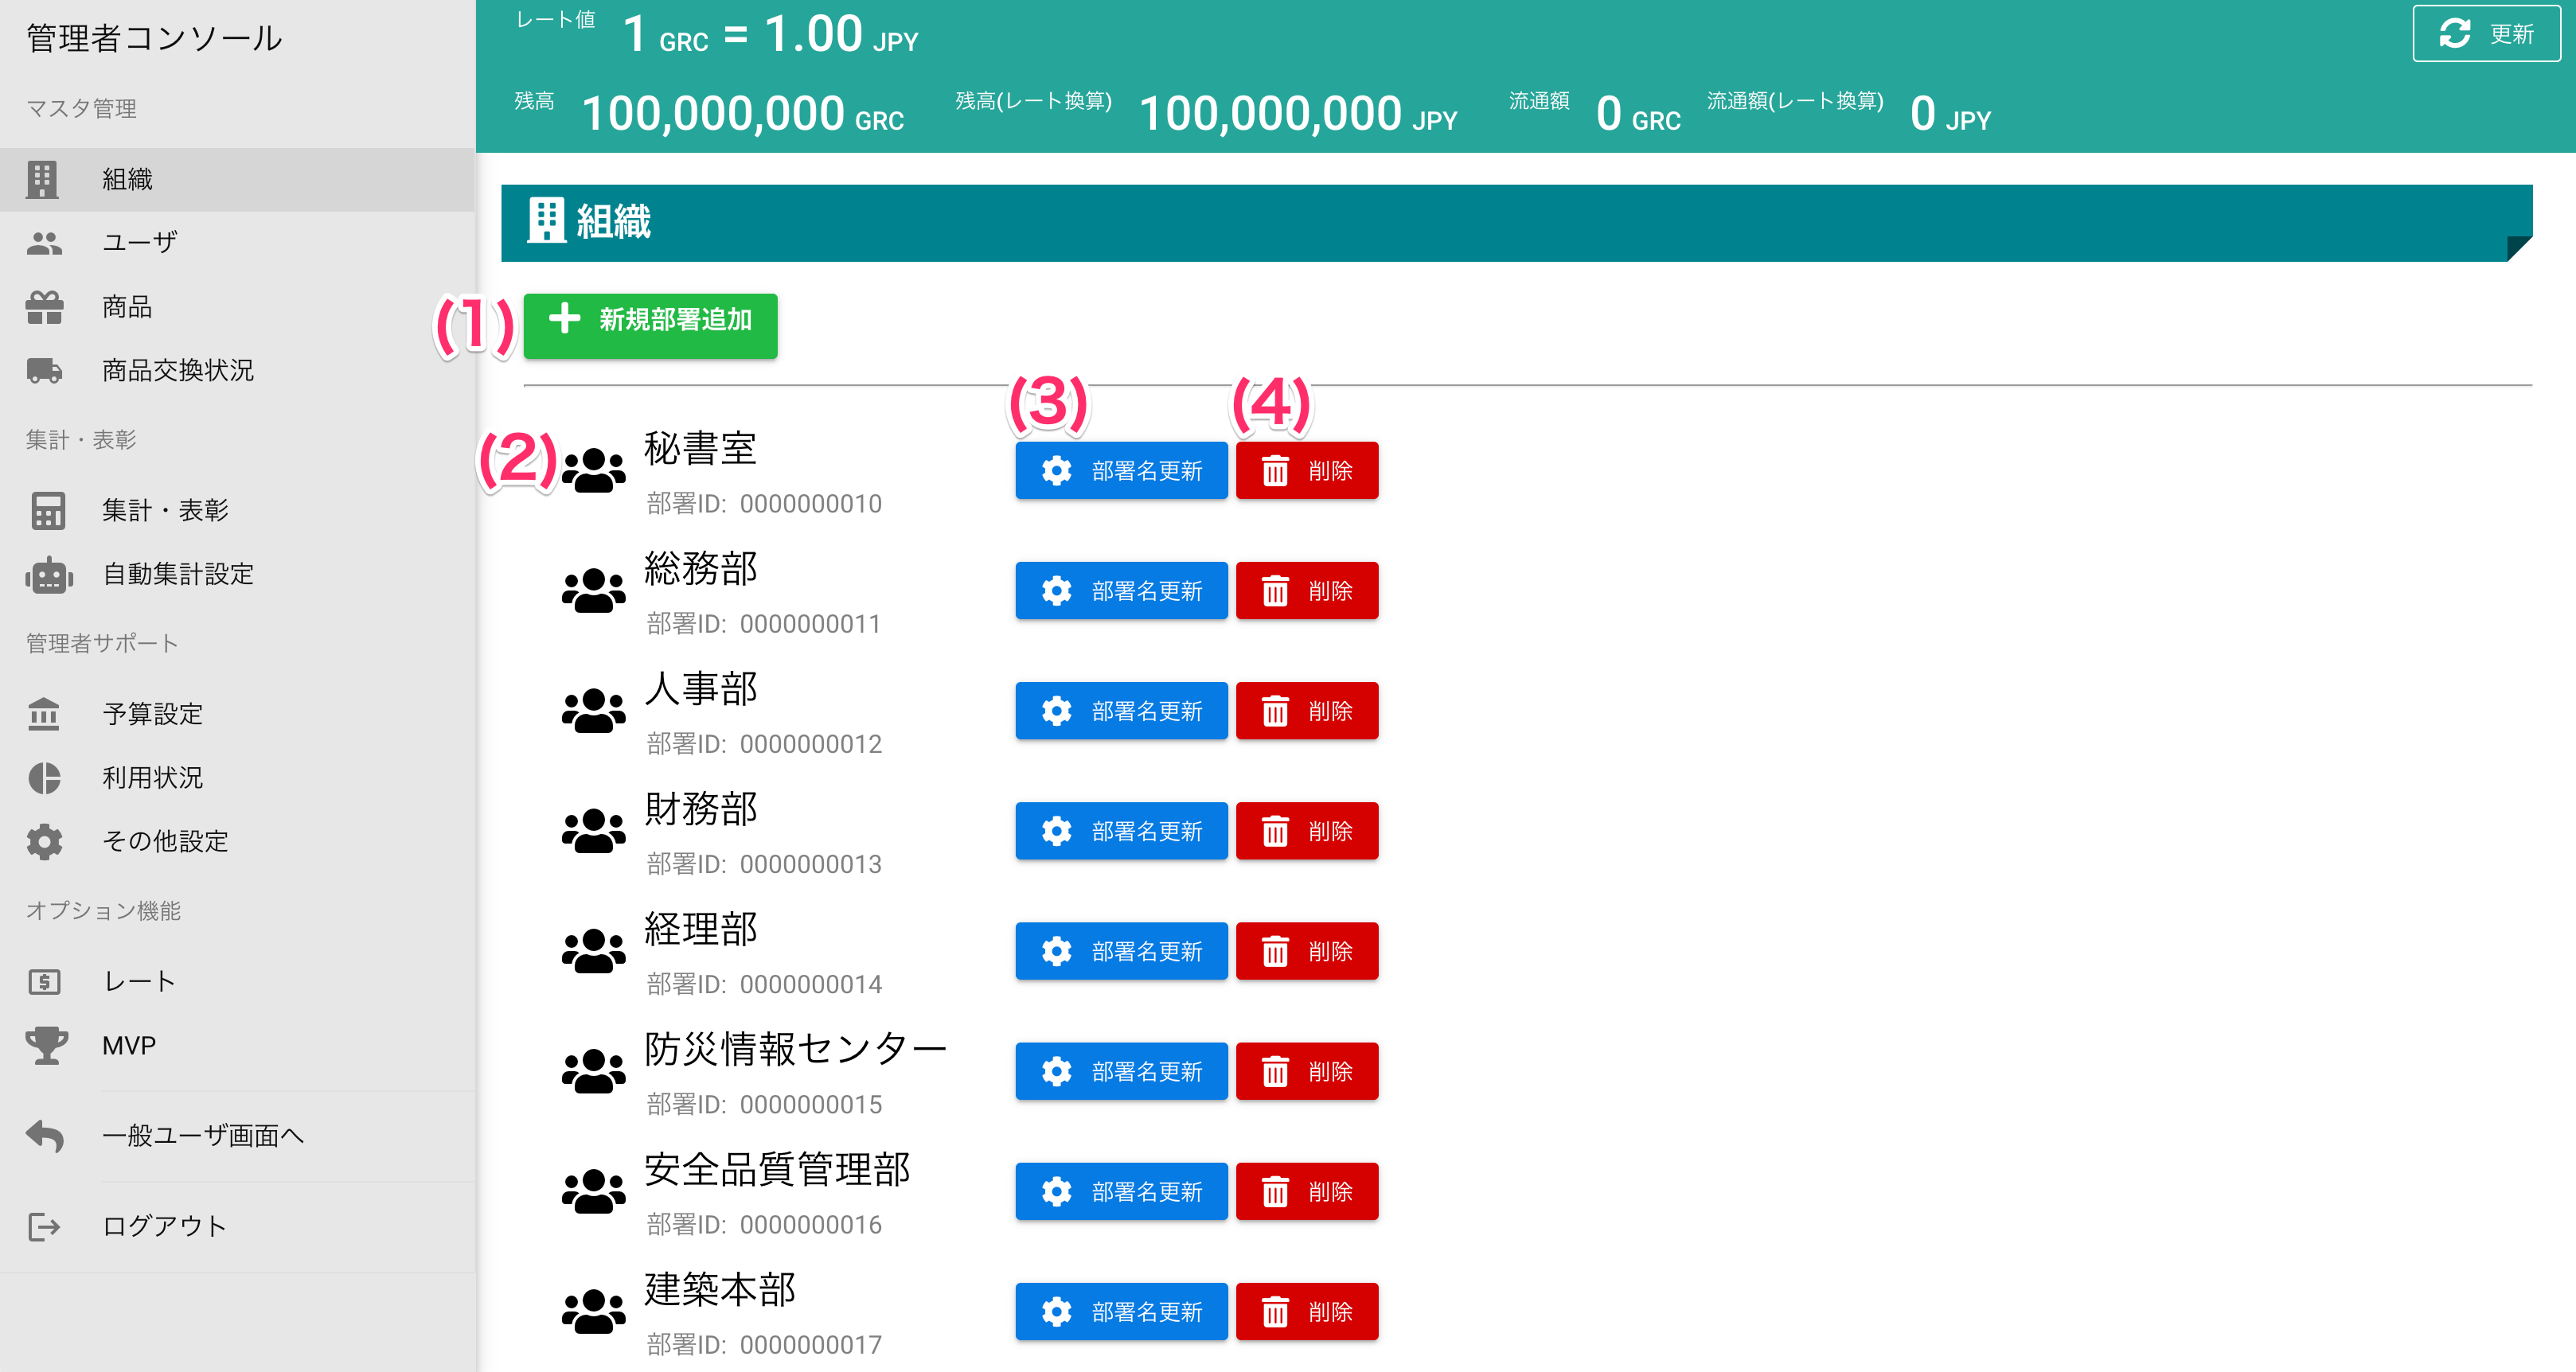 管理者コンソール
マスタ管理
組織
ユーザ
商品
商品交換状況
集計・表彰
集計・表彰
自動集計設定
管理者サポート
予算設定
利用状況
その他設定
オプション機能
レート
MVP
一般ユーザ画面へ
ログアウト
レート値 1 GRC = 1.00 JPY
更新
残高 100,000,000 GRC 残高(レート換算) 100,000,000 JPY 流通額 0 GRC 流通額(レート換算) 0 JPY
組織
(1) 新規部署追加
(3) (4)
(2) 秘書室
部署ID: 0000000010
部署名更新 削除
総務部
部署ID: 0000000011
部署名更新 削除
人事部
部署ID: 0000000012
部署名更新 削除
財務部
部署ID: 0000000013
部署名更新 削除
経理部
部署ID: 0000000014
部署名更新 削除
防災情報センター
部署ID: 0000000015
部署名更新 削除
安全品質管理部
部署ID: 0000000016
部署名更新 削除
建築本部
部署ID: 0000000017
部署名更新 削除